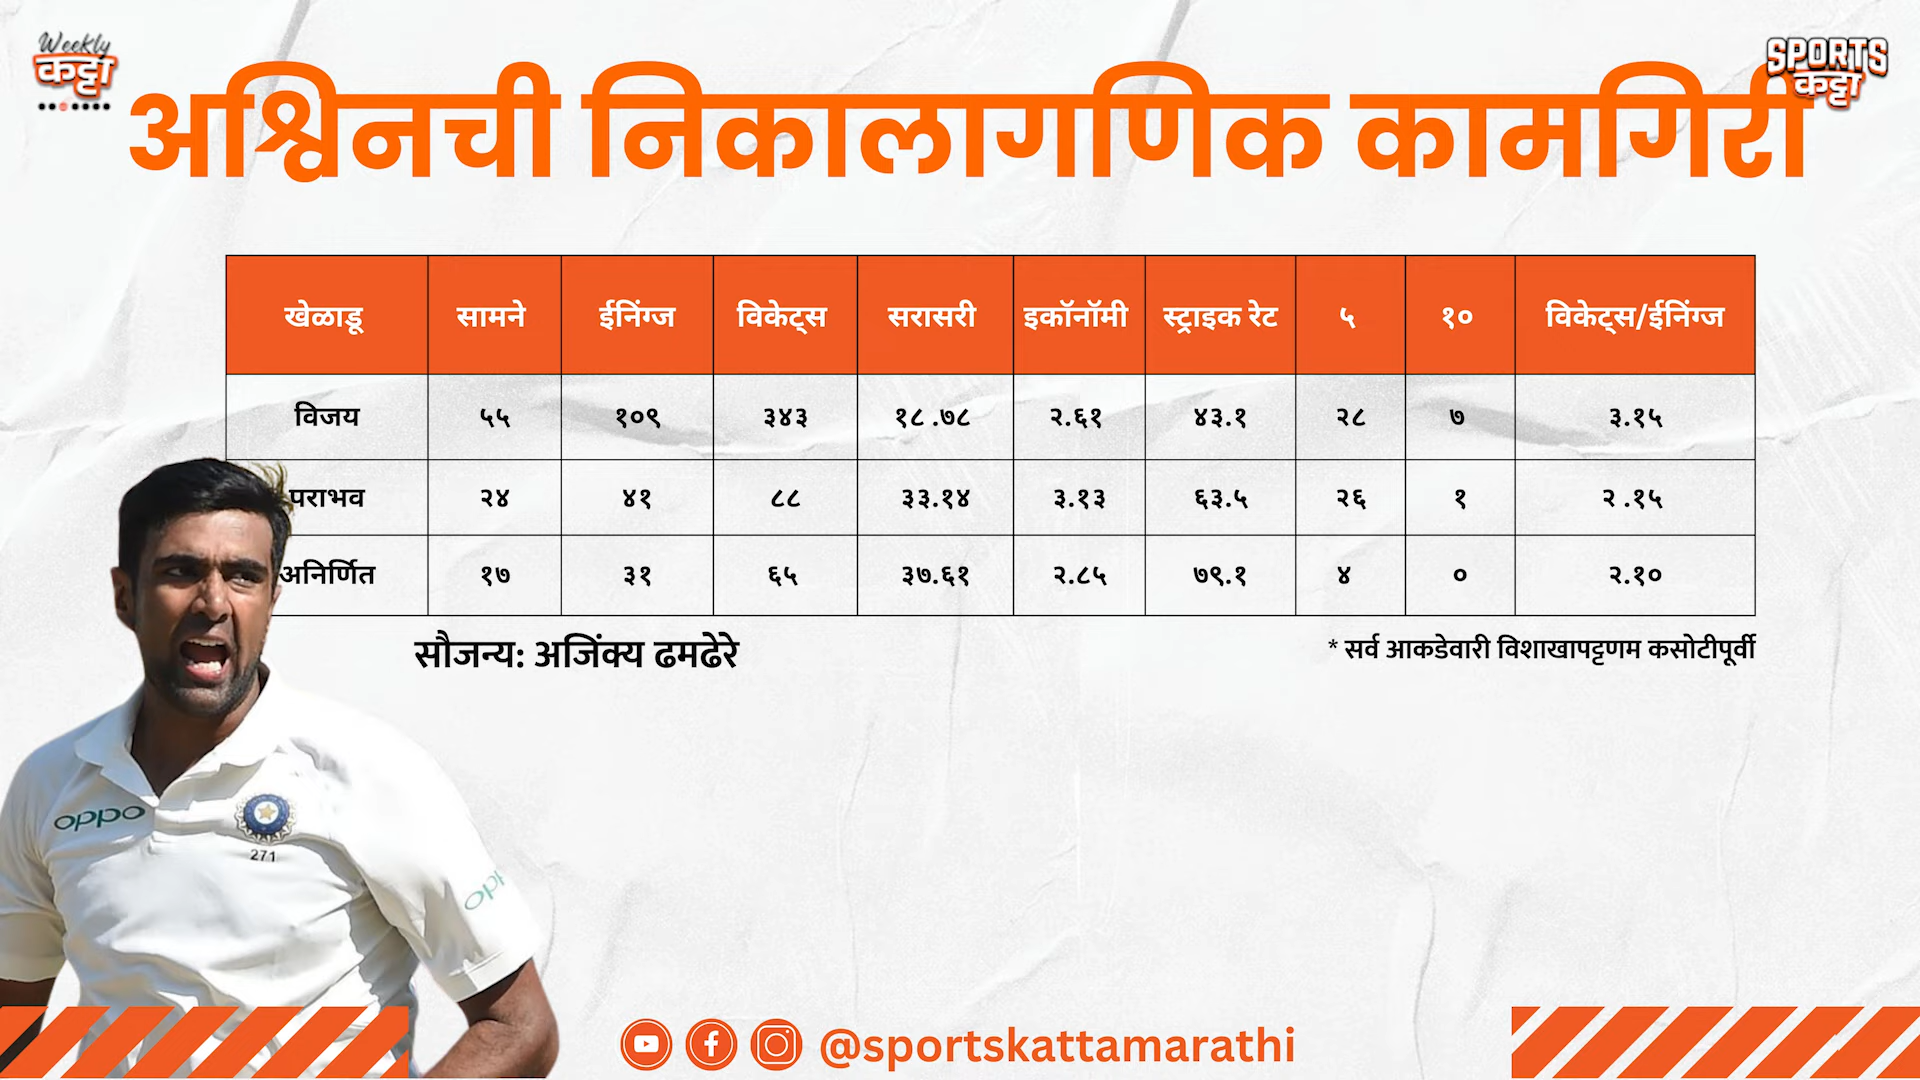 Weekly
कट्टा
SPORTS
कट्टा
अश्विनची निकालागणिक कामगिरी
खेळाडू सामने ईनिंग्ज विकेट्स सरासरी इकॉनॉमी स्ट्राइक रेट ५ १० विकेट्स/ईनिंग्ज
विजय ५५ १०९ ३४३ १८.७८ २.६१ ४३.१ २८ ७ ३.१५
पराभव २४ ४१ ८८ ३३.१४ ३.१३ ६३.५ २६ १ २.१५
अनिर्णित १७ ३१ ६५ ३७.६१ २.८५ ७९.१ ४ ० २.१०
सौजन्य: अजिंक्य ढमढेरे
* सर्व आकडेवारी विशाखापट्टणम कसोटीपूर्वी
oppo
271
@sportskattamarathi